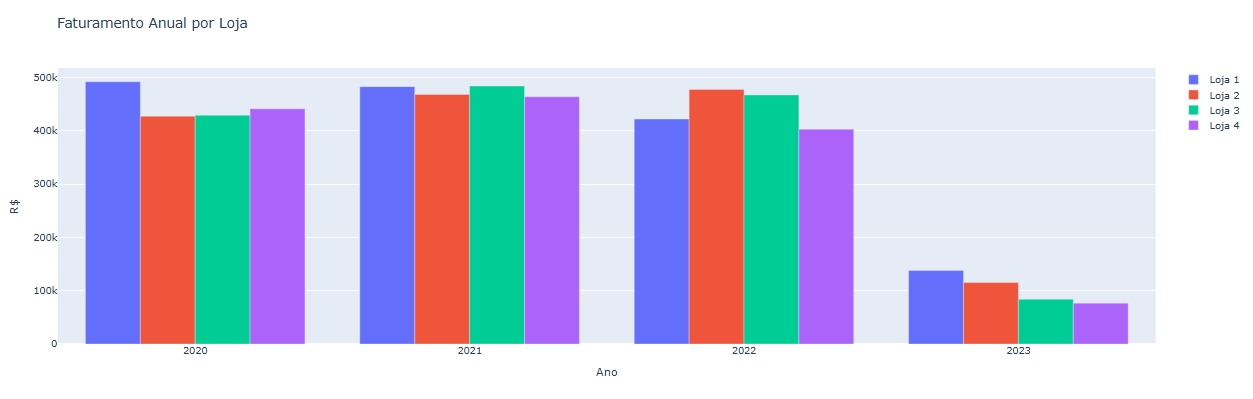 Faturamento Anual por Loja
500k
400k
300k
200k
100k
0
R$
2020
2021
2022
2023
Ano
Loja 1
Loja 2
Loja 3
Loja 4